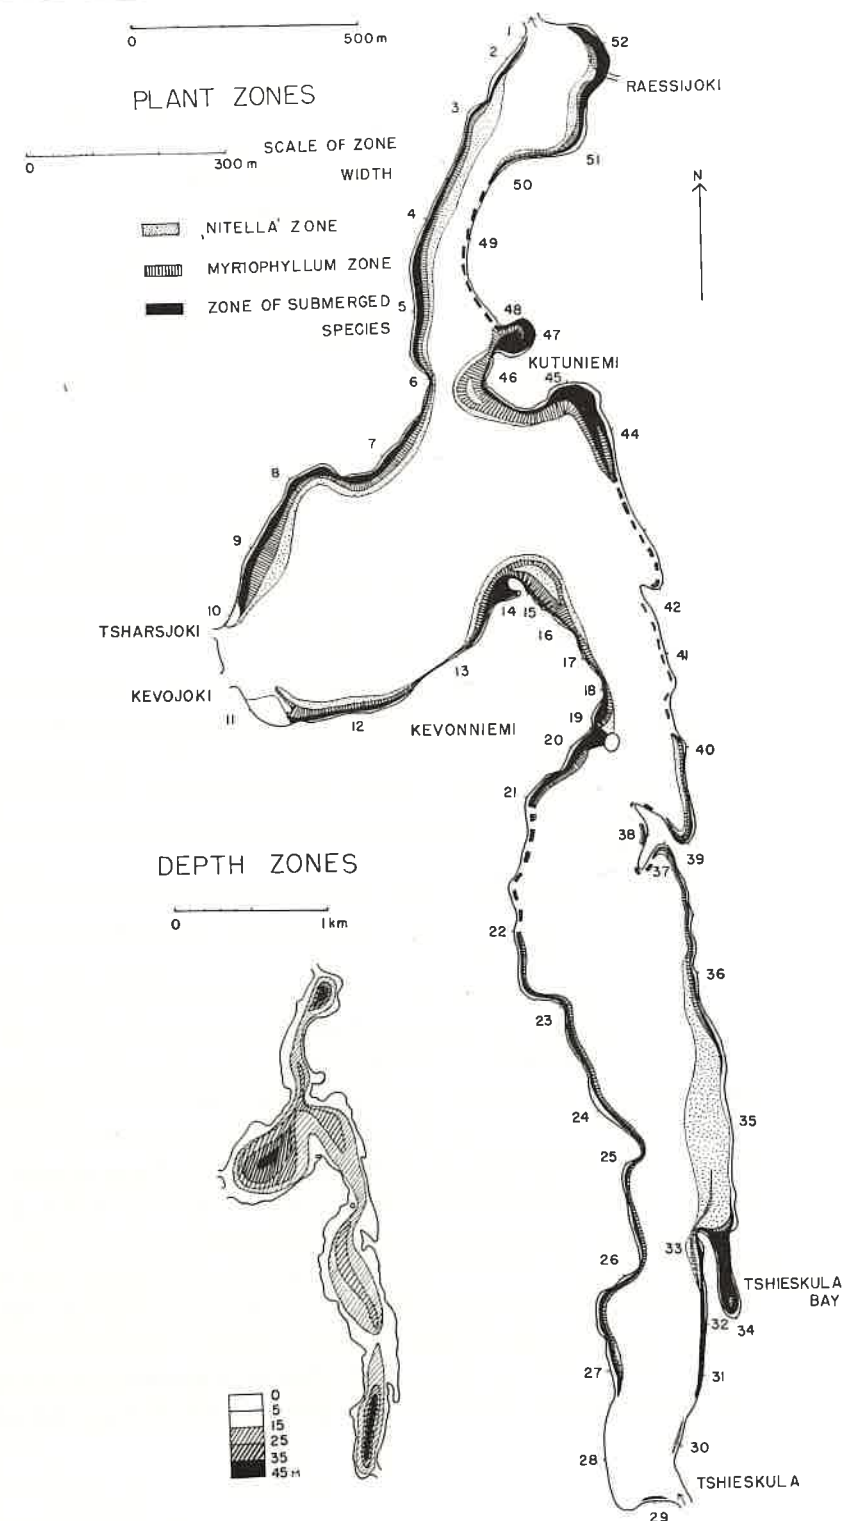 0 500 m
PLANT ZONES
0 300 m
SCALE OF ZONE
WIDTH
‚NITELLA' ZONE
MYRIOPHYLLUM ZONE
ZONE OF SUBMERGED
SPECIES
N
1
2
3
4
5
6
7
8
9
10
TSHARSJOKI
KEVOJOKI
11
12
13
14
15
16
17
18
19
20
KEVONNIEMI
21
22
23
24
25
26
27
28
29
TSHIESKULA
30
31
32
33
34
TSHIESKULA
BAY
35
36
37
38
39
40
41
42
44
45
46
KUTUNIEMI
47
48
49
50
51
RAESSIJOKI
52
DEPTH ZONES
0 1 km
0
5
15
25
35
45 M